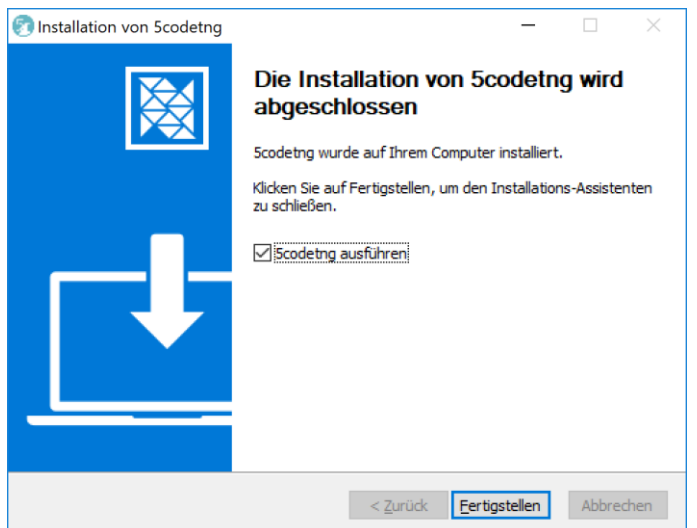 Installation von 5codetng
Die Installation von 5codetng wird
abgeschlossen
5codetng wurde auf Ihrem Computer installiert.
Klicken Sie auf Fertigstellen, um den Installations-Assistenten
zu schließen.
5codetng ausführen
< Zurück Fertigstellen Abbrechen